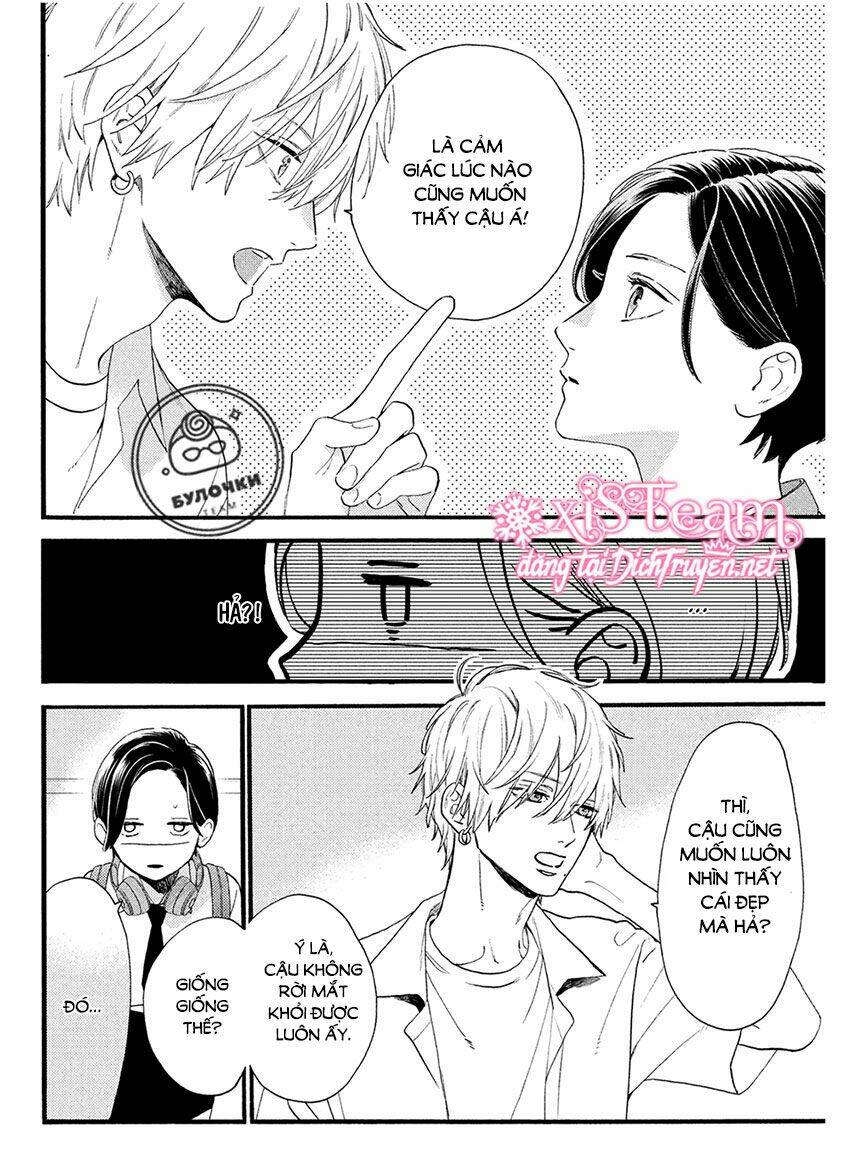 LÀ CẢM
GIÁC LÚC NÀO
CŨNG MUỐN
THẤY CẬU Á!
БУЛОЧКИ
TEAM
xisTeam
đăng tại DichTruyen.net
...
HẢ?!
THÌ,
CẬU CŨNG
MUỐN LUÔN
NHÌN THẤY
CÁI ĐẸP
MÀ HẢ?
Ý LÀ,
CẬU KHÔNG
RỜI MẮT
KHỎI ĐƯỢC
LUÔN ẤY.
GIỐNG
GIỐNG
THẾ?
ĐÓ...